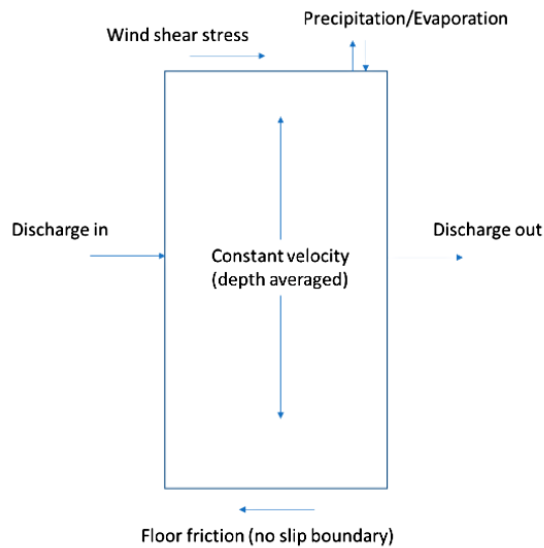 Precipitation/Evaporation
Wind shear stress
Discharge in
Discharge out
Constant velocity
(depth averaged)
Floor friction (no slip boundary)